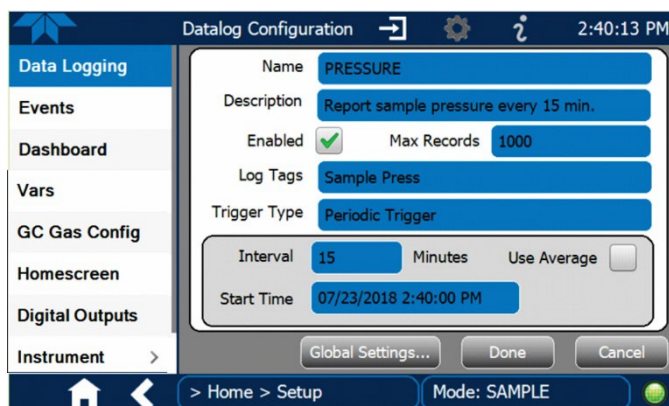 Datalog Configuration 2:40:13 PM
Data Logging
Events
Dashboard
Vars
GC Gas Config
Homescreen
Digital Outputs
Instrument >
Name PRESSURE
Description Report sample pressure every 15 min.
Enabled Max Records 1000
Log Tags Sample Press
Trigger Type Periodic Trigger
Interval 15 Minutes Use Average
Start Time 07/23/2018 2:40:00 PM
Global Settings... Done Cancel
> Home > Setup Mode: SAMPLE